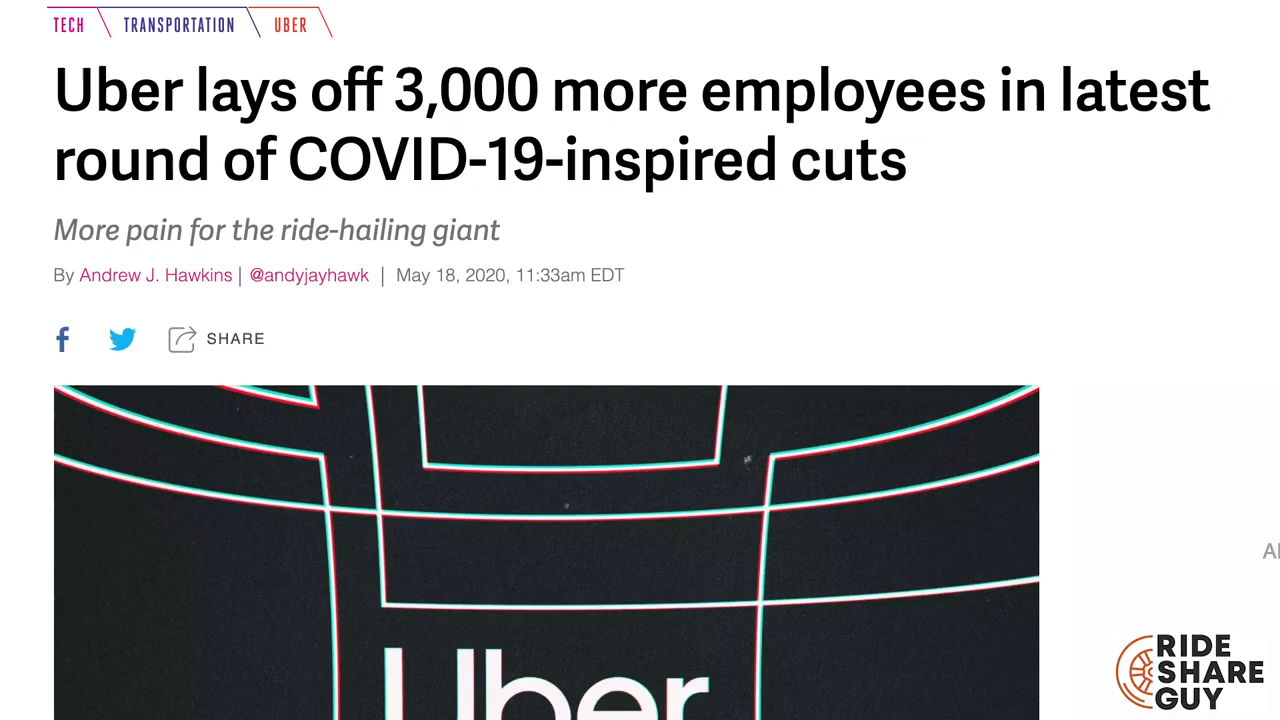 TECH TRANSPORTATION UBER
Uber lays off 3,000 more employees in latest
round of COVID-19-inspired cuts
More pain for the ride-hailing giant
By Andrew J. Hawkins | @andyjayhawk | May 18, 2020, 11:33am EDT
SHARE
Uber
RIDE
SHARE
GUY